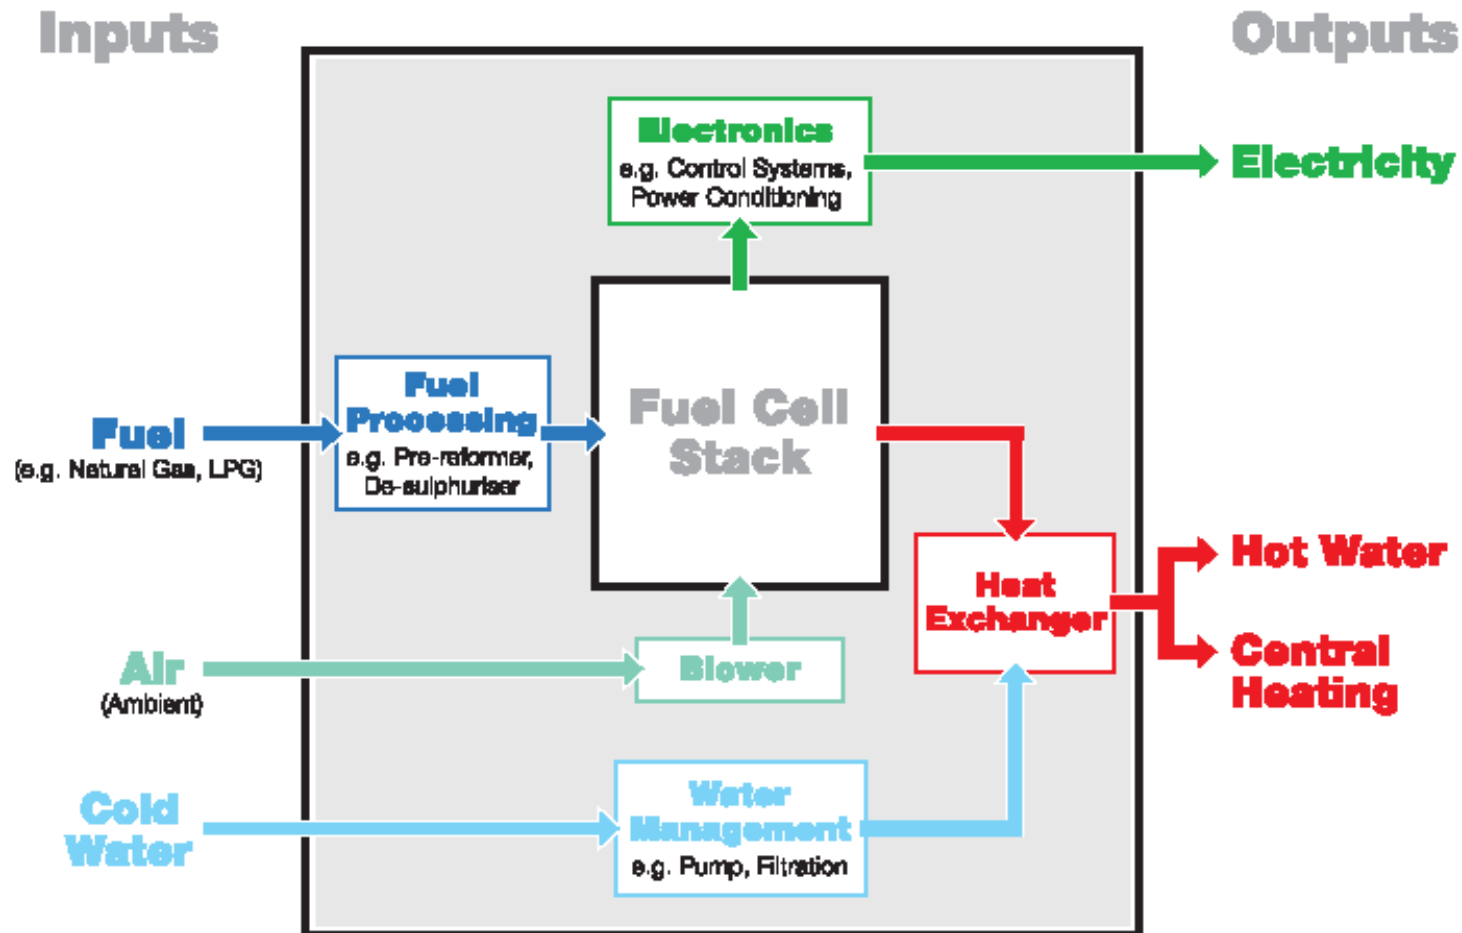 Inputs
Outputs
Electronics
e.g. Control Systems,
Power Conditioning
Electricity
Fuel
(e.g. Natural Gas, LPG)
Fuel
Processing
e.g. Pre-reformer,
De-sulphuriser
Fuel Cell
Stack
Heat
Exchanger
Hot Water
Central
Heating
Air
(Ambient)
Blower
Cold
Water
Water
Management
e.g. Pump, Filtration